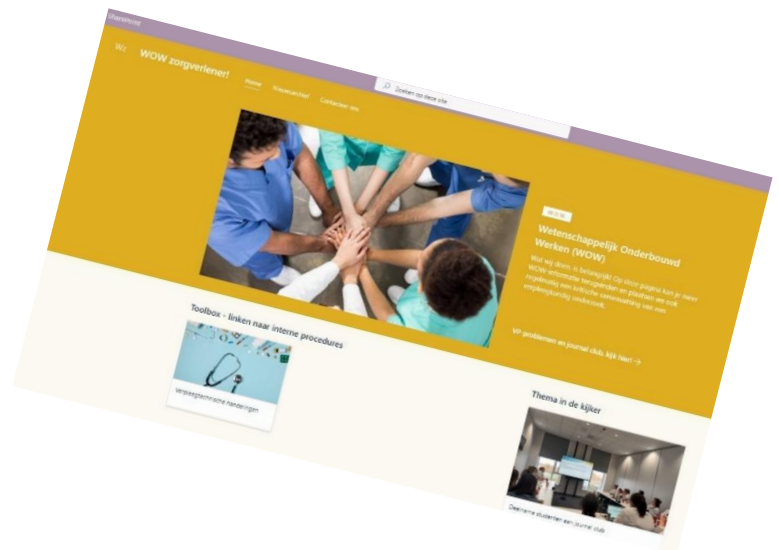 SharePoint
WOW zorgverlener!
Home Nieuwsarchief Contacteer ons
Zoeken op deze site
Wetenschappelijk Onderbouwd
Werken (WOW)
Wat wij doen, is belangrijk! Op deze pagina kan je meer
WOW-informatie terugvinden en plaatsen we ook
regelmatig een kritische samenvatting van een
verpleegkundig onderzoek.
VP problemen en journal club, kijk hier! →
Toolbox - linken naar interne procedures
Verpleegtechnische handelingen
Thema in de kijker
Deelname studenten aan journal club